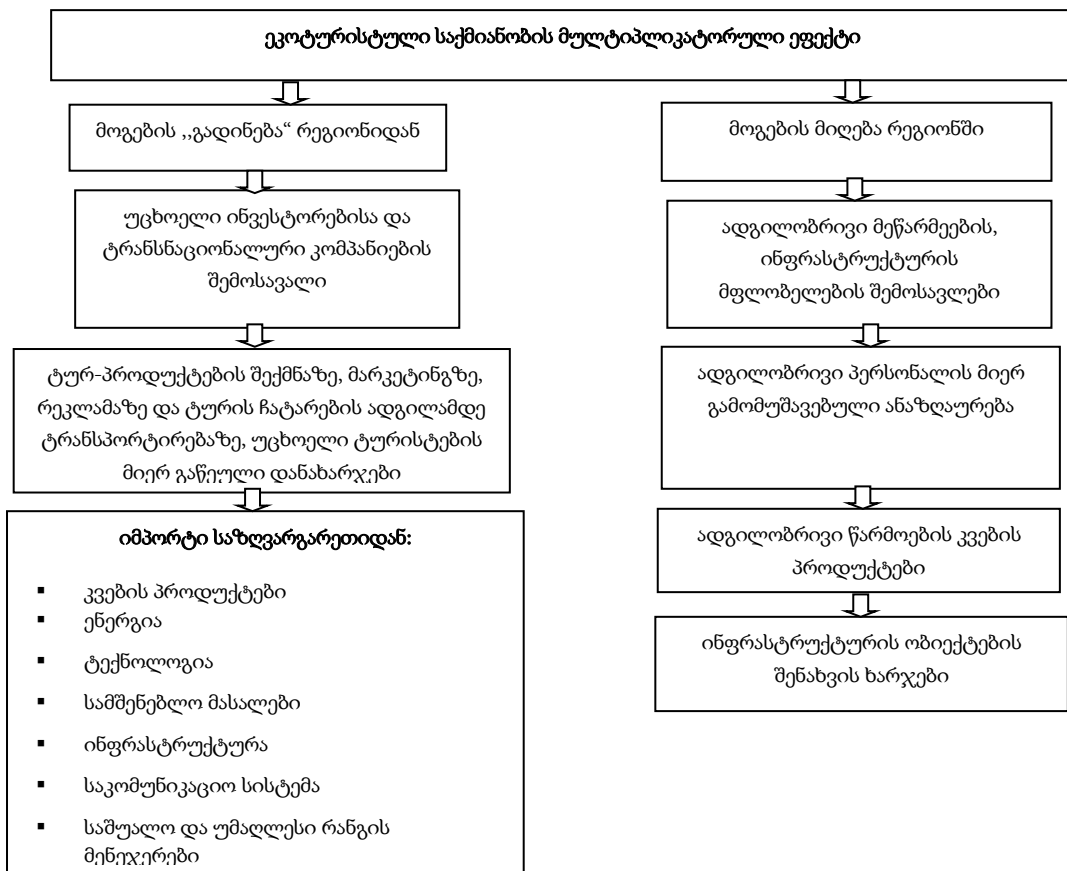 ეკოტურისტული საქმიანობის მულტიპლიკატორული ეფექტი
მოგების ,,გადინება“ რეგიონიდან
უცხოელი ინვესტორებისა და
ტრანსნაციონალური კომპანიების
შემოსავალი
ტურ-პროდუქტების შექმნაზე, მარკეტინგზე,
რეკლამაზე და ტურის ჩატარების ადგილამდე
ტრანსპორტირებაზე, უცხოელი ტურისტების
მიერ გაწეული დანახარჯები
იმპორტი საზღვარგარეთიდან:
▪ კვების პროდუქტები
▪ ენერგია
▪ ტექნოლოგია
▪ სამშენებლო მასალები
▪ ინფრასტრუქტურა
▪ საკომუნიკაციო სისტემა
▪ საშუალო და უმაღლესი რანგის
მენეჯერები
მოგების მიღება რეგიონში
ადგილობრივი მეწარმეების,
ინფრასტრუქტურის
მფლობელების შემოსავლები
ადგილობრივი პერსონალის მიერ
გამომუშავებული ანაზღაურება
ადგილობრივი წარმოების კვების
პროდუქტები
ინფრასტრუქტურის ობიექტების
შენახვის ხარჯები